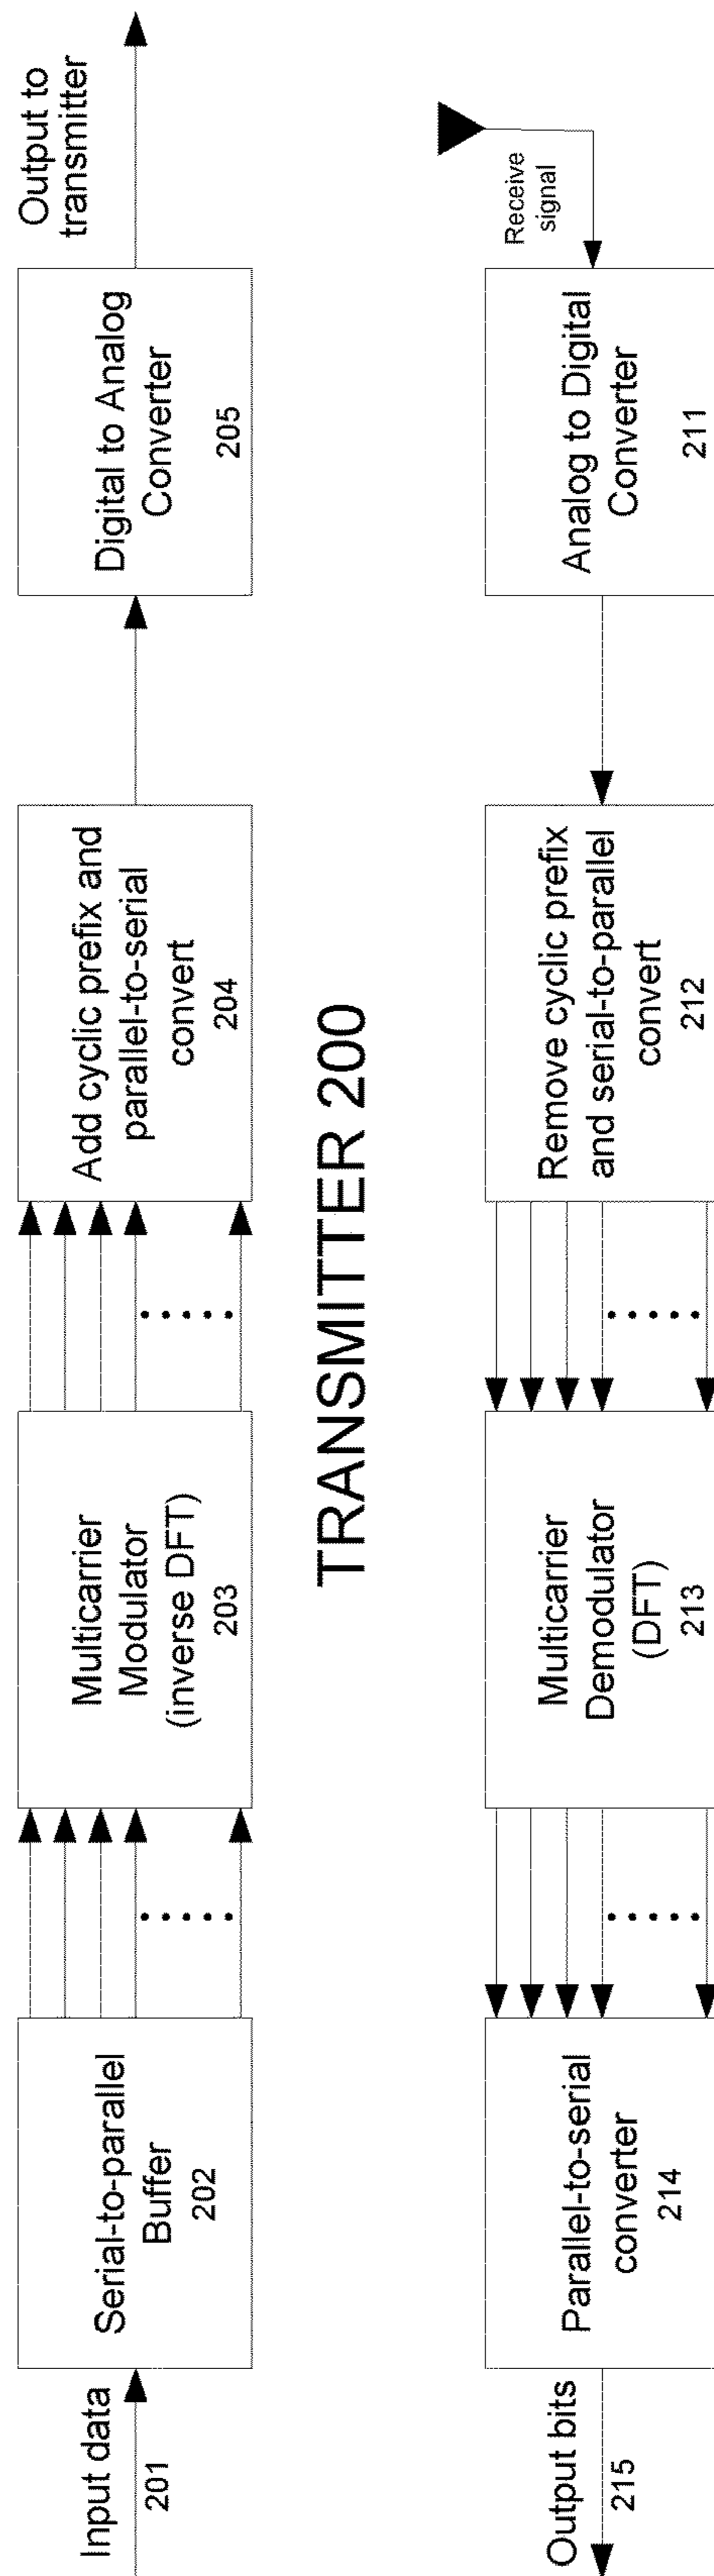 Input data
201
Serial-to-parallel
Buffer
202
Multicarrier
Modulator
(inverse DFT)
203
Add cyclic prefix and
parallel-to-serial
convert
204
Digital to Analog
Converter
205
Output to
transmitter
TRANSMITTER 200
Receive
signal
Analog to Digital
Converter
211
Remove cyclic prefix
and serial-to-parallel
convert
212
Multicarrier
Demodulator
(DFT)
213
Parallel-to-serial
converter
214
Output bits
215